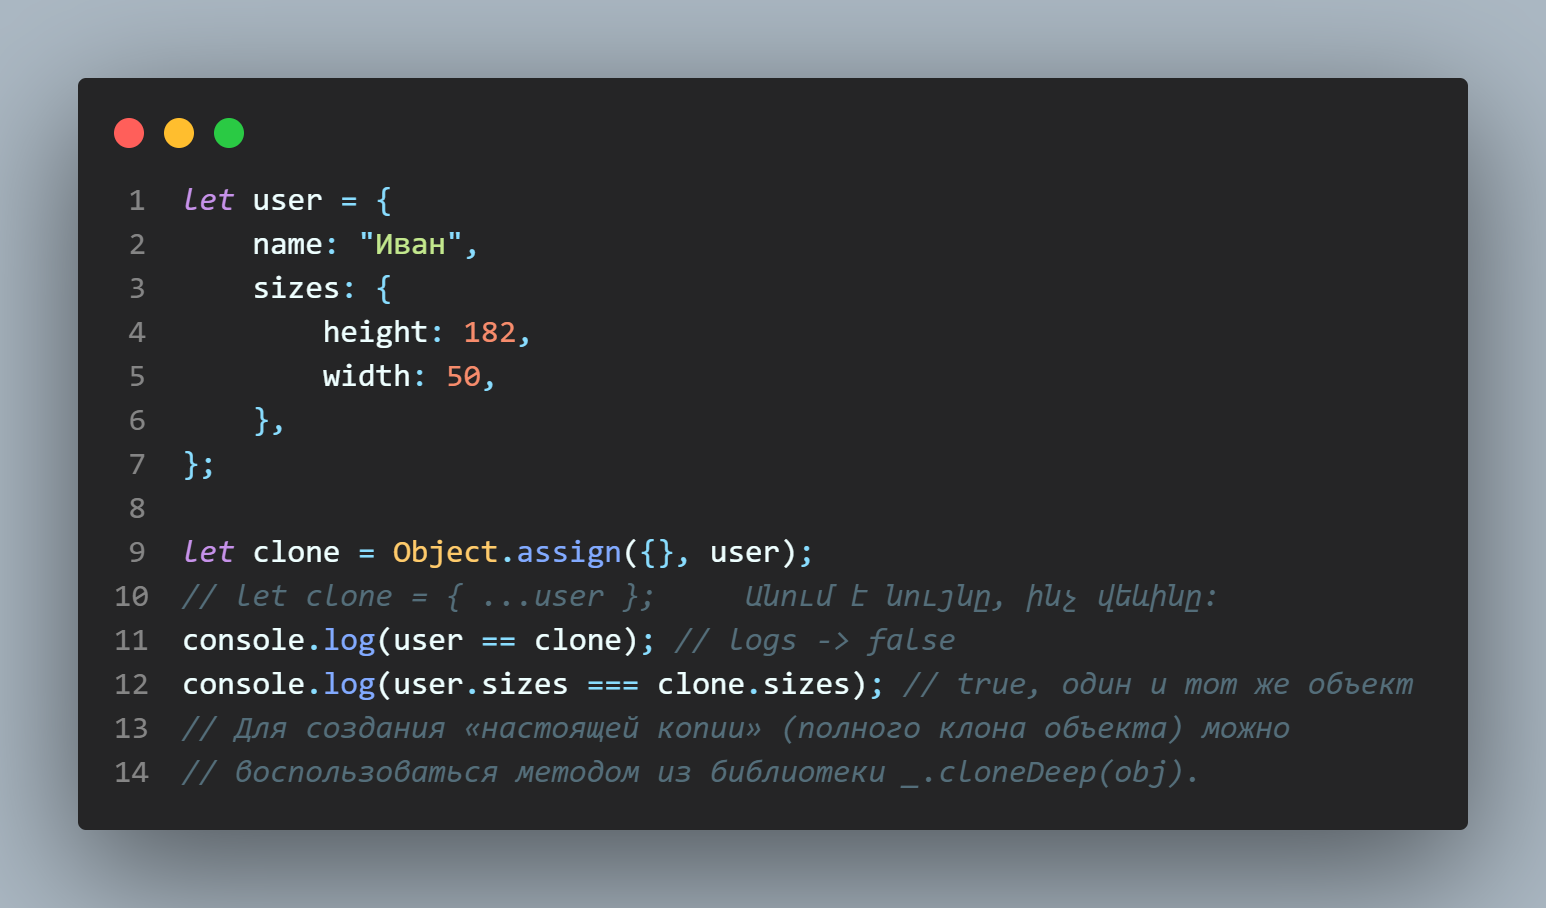 1 let user = {
2 name: "Иван",
3 sizes: {
4 height: 182,
5 width: 50,
6 },
7 };
8
9 let clone = Object.assign({}, user);
10 // let clone = { ...user }; Անում է նույնը, ինչ վեևինը:
11 console.log(user == clone); // logs -> false
12 console.log(user.sizes === clone.sizes); // true, один и тот же объект
13 // Для создания «настоящей копии» (полного клона объекта) можно
14 // воспользоваться методом из библиотеки _.cloneDeep(obj).